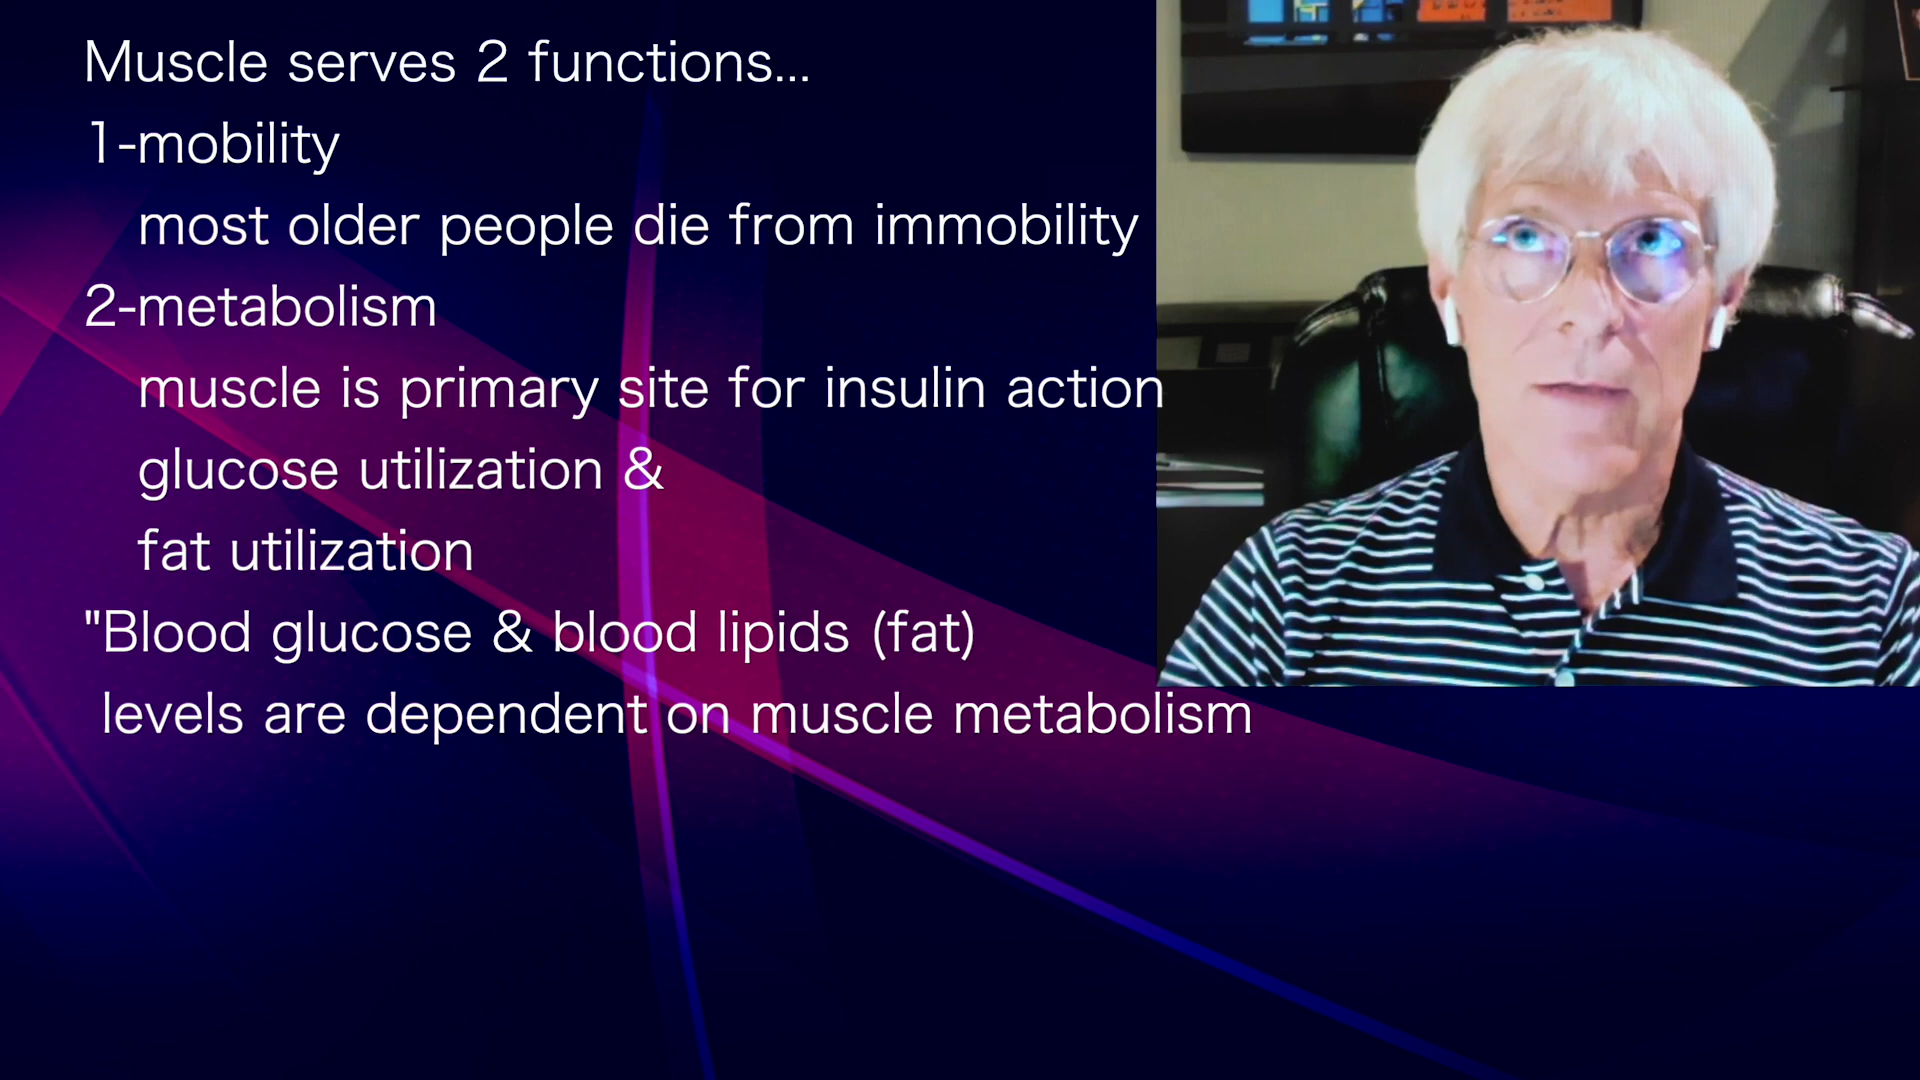 Muscle serves 2 functions...
1-mobility
most older people die from immobility
2-metabolism
muscle is primary site for insulin action
glucose utilization &
fat utilization
"Blood glucose & blood lipids (fat)
levels are dependent on muscle metabolism